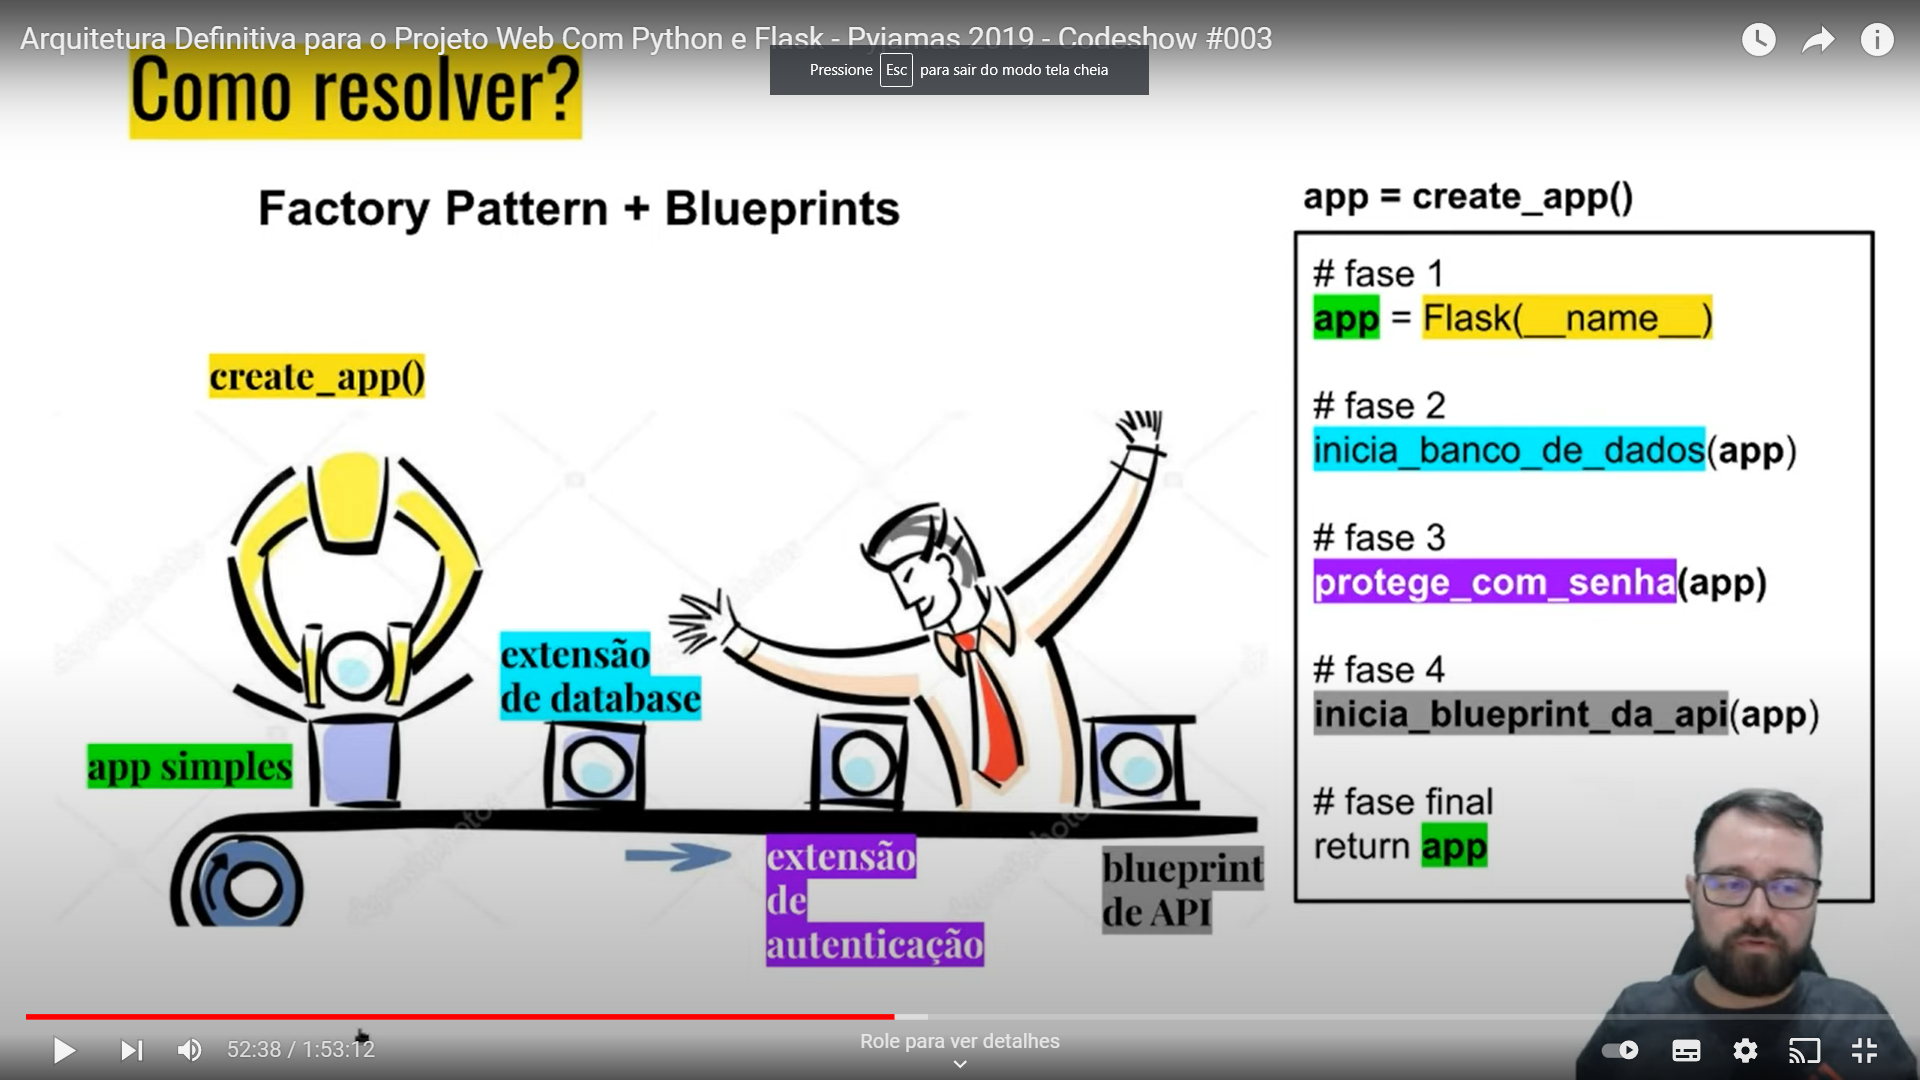 Arquitetura Definitiva para o Projeto Web Com Python e Flask - Pyjamas 2019 - Codeshow #003
Pressione Esc para sair do modo tela cheia
Como resolver?
Factory Pattern + Blueprints
create_app()
app simples
extensão
de database
extensão
de
autenticação
blueprint
de API
app = create_app()
# fase 1
app = Flask(__name__)
# fase 2
inicia_banco_de_dados(app)
# fase 3
protege_com_senha(app)
# fase 4
inicia_blueprint_da_api(app)
# fase final
return app
52:38 / 1:53:12
Role para ver detalhes